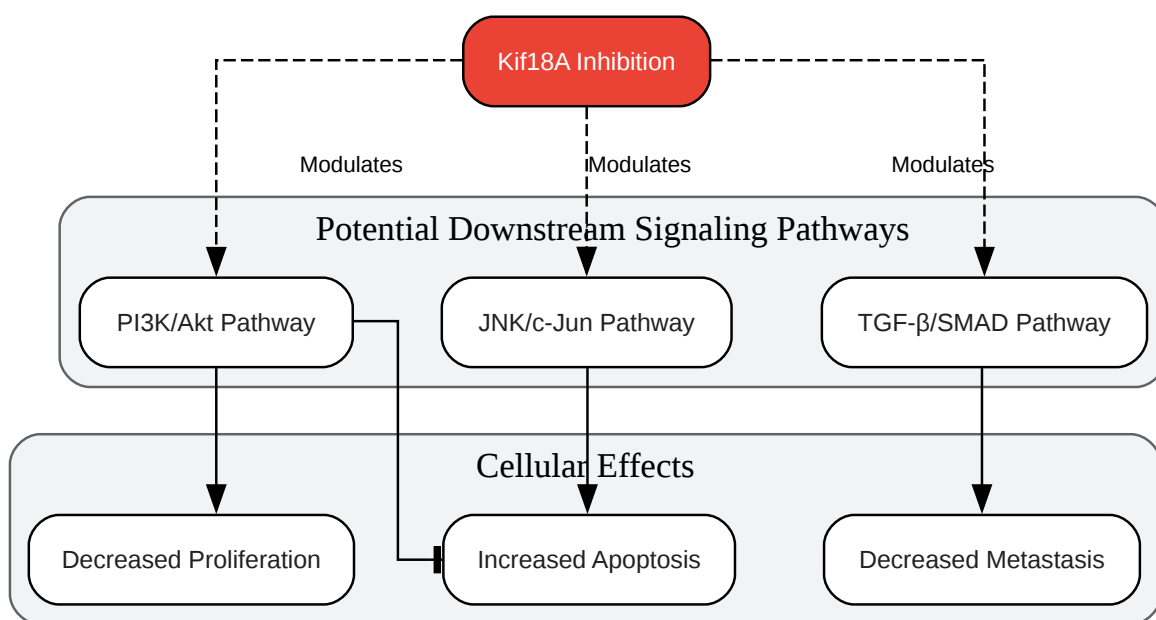 Kif18A Inhibition
Modulates
Modulates
Modulates
Potential Downstream Signaling Pathways
PI3K/Akt Pathway
JNK/c-Jun Pathway
TGF-β/SMAD Pathway
Cellular Effects
Decreased Proliferation
Increased Apoptosis
Decreased Metastasis